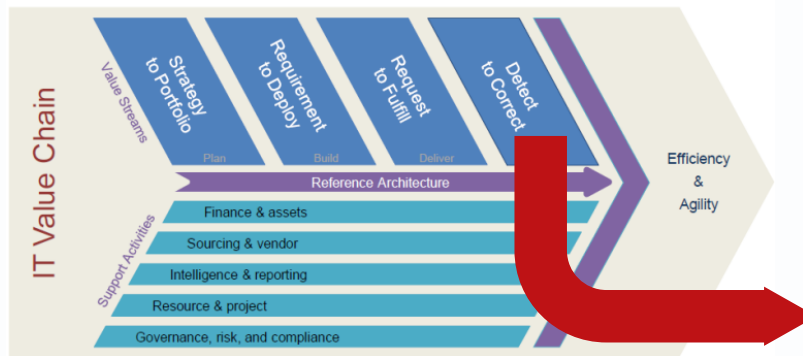 IT Value Chain
Value Streams
Strategy
to Portfolio
Plan
Requirement
to Deploy
Build
Request
to Fulfill
Deliver
Detect
to Correct
Reference Architecture
Efficiency
&
Agility
Support Activities
Finance & assets
Sourcing & vendor
Intelligence & reporting
Resource & project
Governance, risk, and compliance